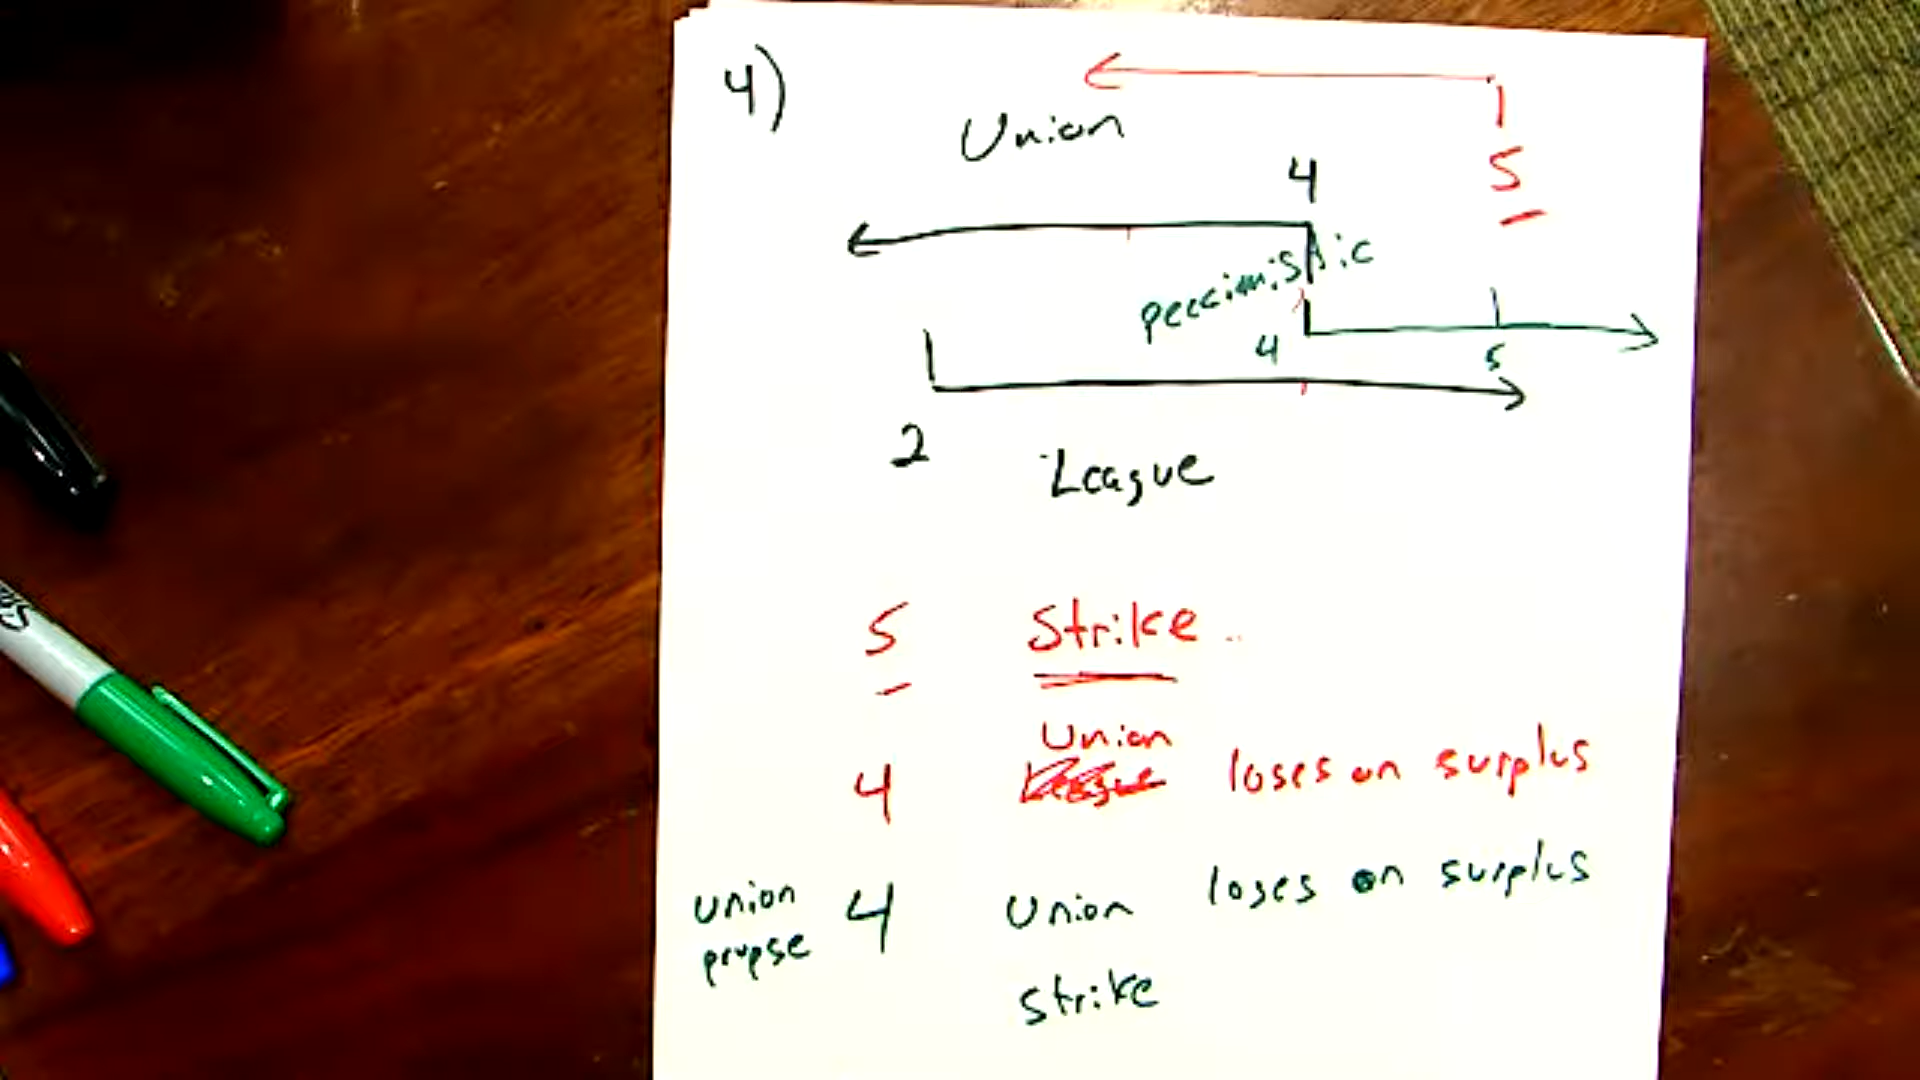 4)
Union
4
5
peccimistic
4
5
2
League
5 Strike
Union
4 loses on surplus
union propse 4 Union loses on surplus
Strike